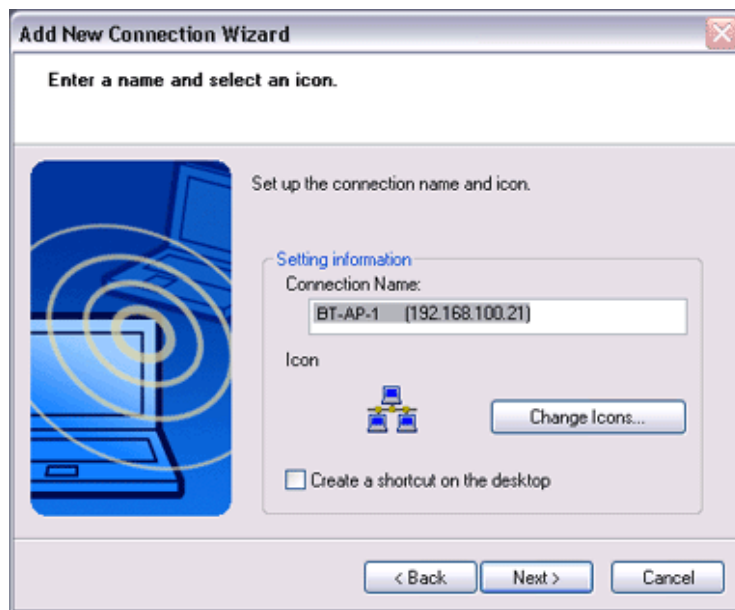 Add New Connection Wizard
Enter a name and select an icon.
Set up the connection name and icon.
Setting information
Connection Name:
BT-AP-1 (192.168.100.21)
Icon
Change Icons...
Create a shortcut on the desktop
< Back
Next >
Cancel